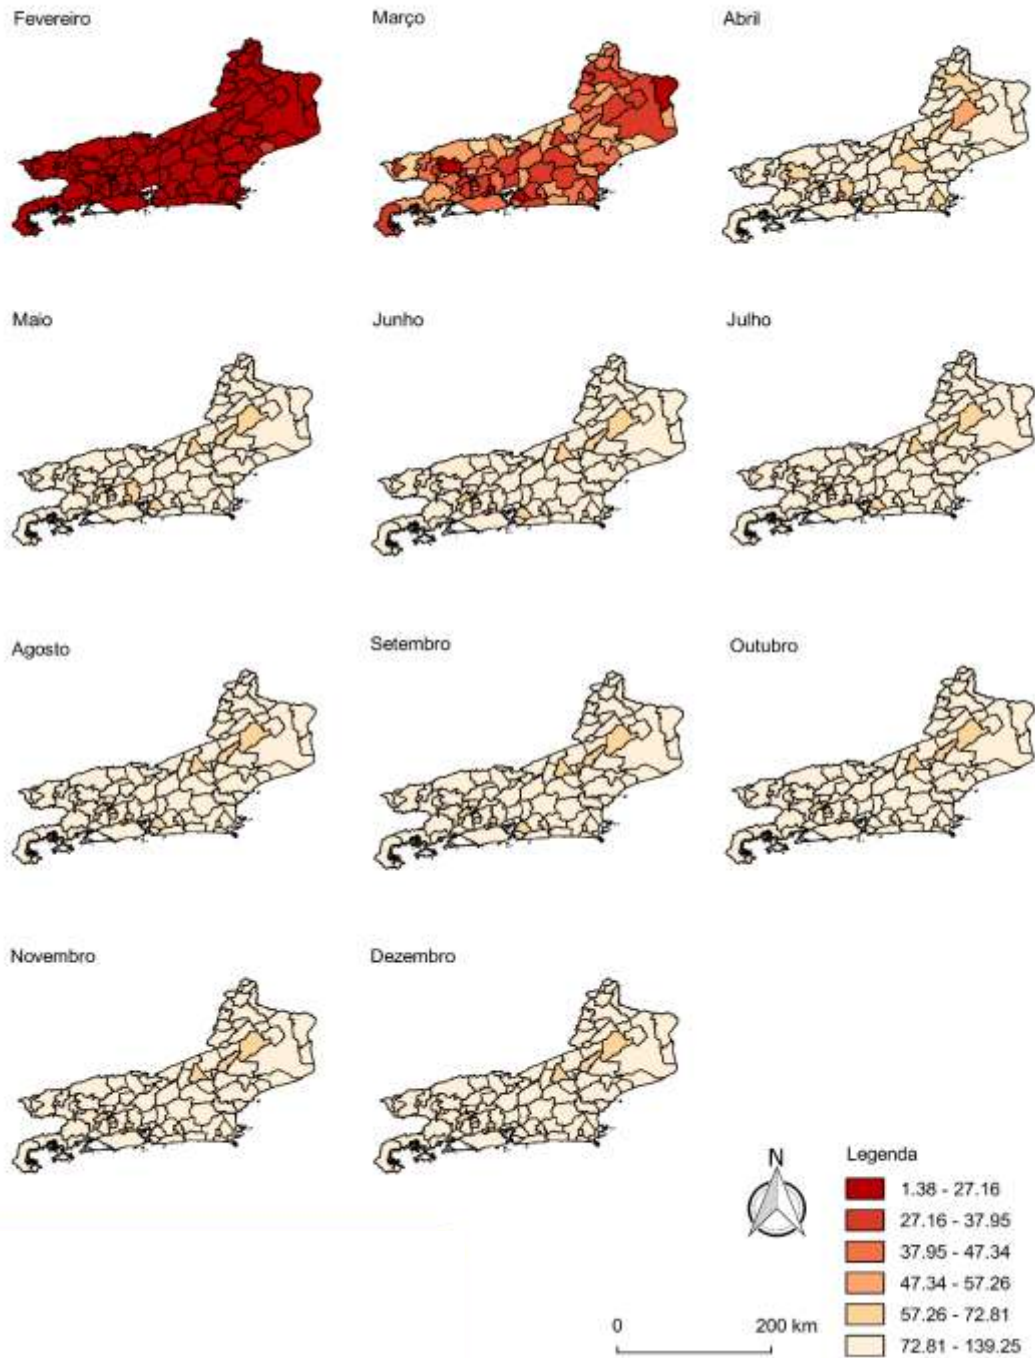 Fevereiro
Março
Abril
Maio
Junho
Julho
Agosto
Setembro
Outubro
Novembro
Dezembro
N
Legenda
1.38 - 27.16
27.16 - 37.95
37.95 - 47.34
47.34 - 57.26
57.26 - 72.81
72.81 - 139.25
0 200 km